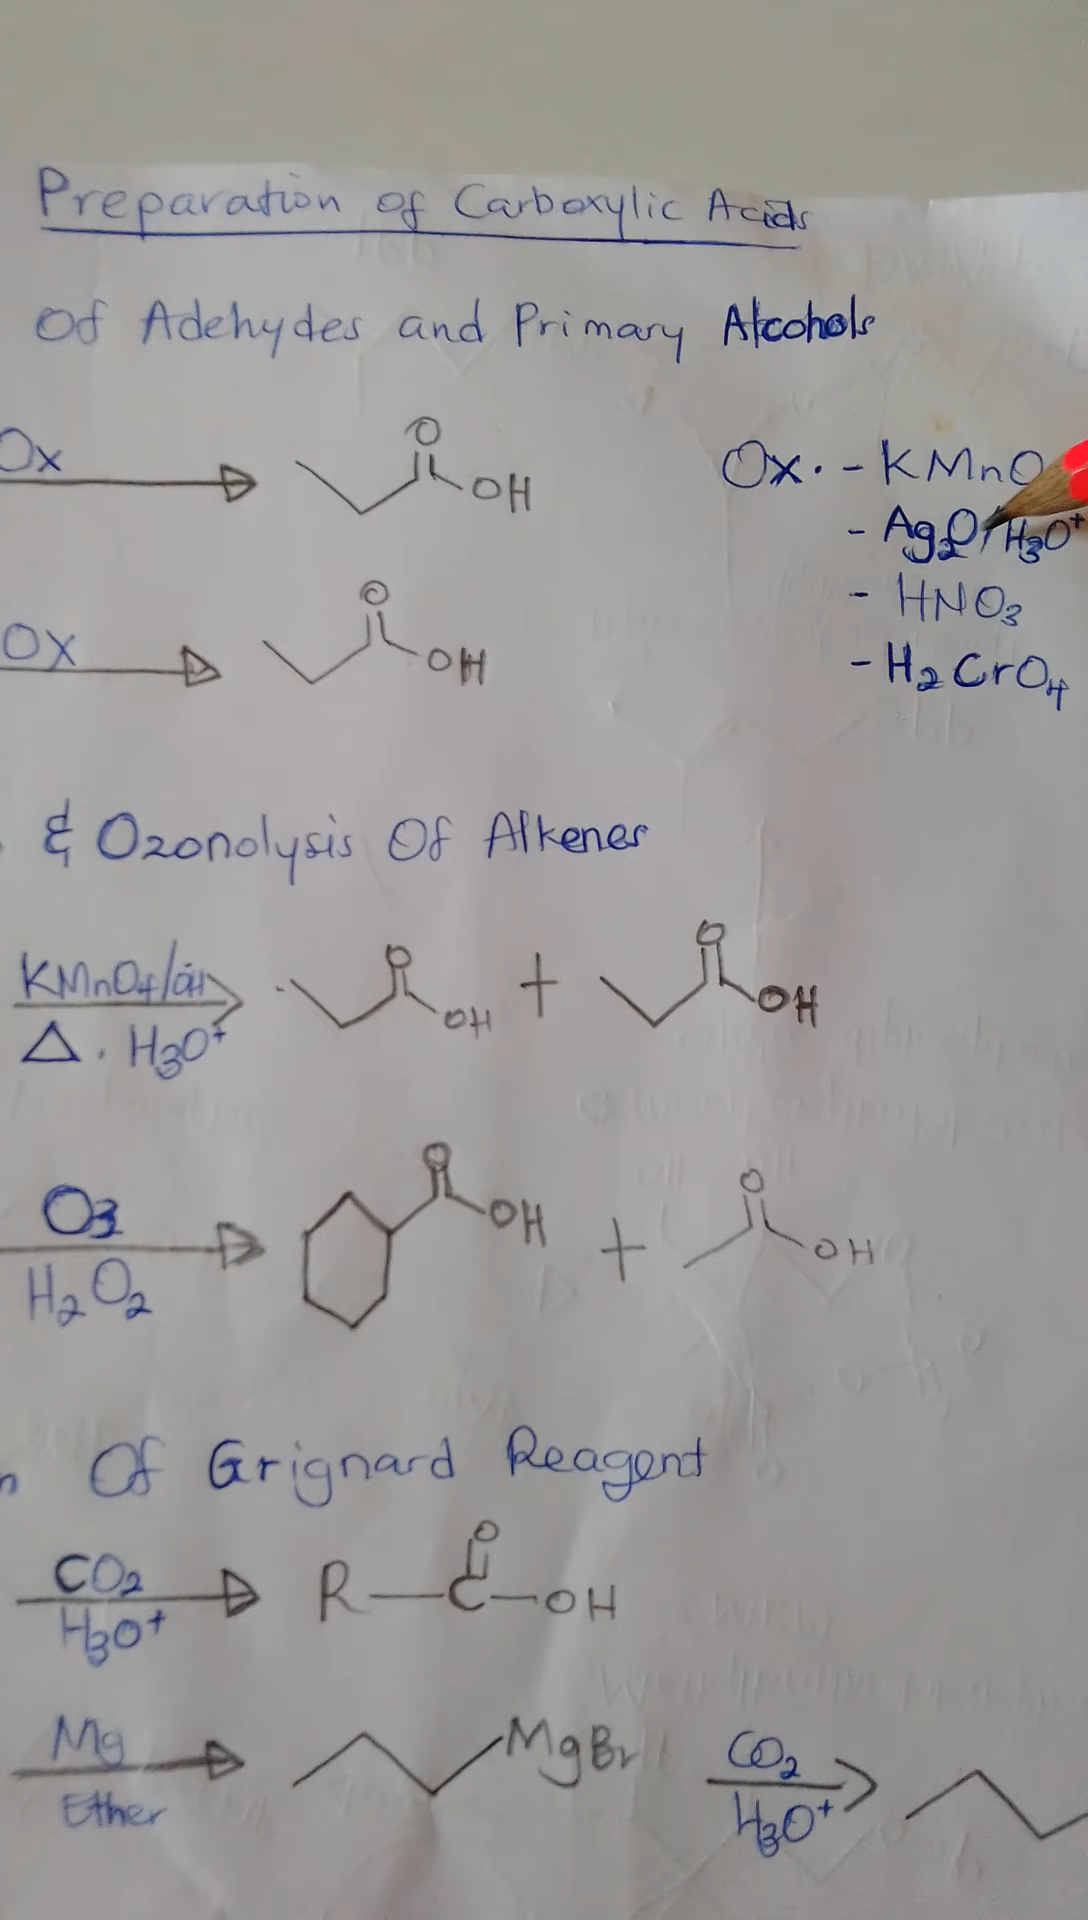 Preparation of Carboxylic Acids
Of Adehydes and Primary Alcohols
Ox
O
OH
Ox. - KMnO
- Ag2O/H3O+
- HNO3
- H2CrO4
OX
O
OH
& Ozonolysis Of Alkenes
KMnO4/ŌH
Δ. H3O+
O
OH
+
O
OH
O3
H2O2
O
OH
+
O
OH
Of Grignard Reagent
CO2
H3O+
O
R-C-OH
Mg
Ether
MgBr
CO2
H3O+